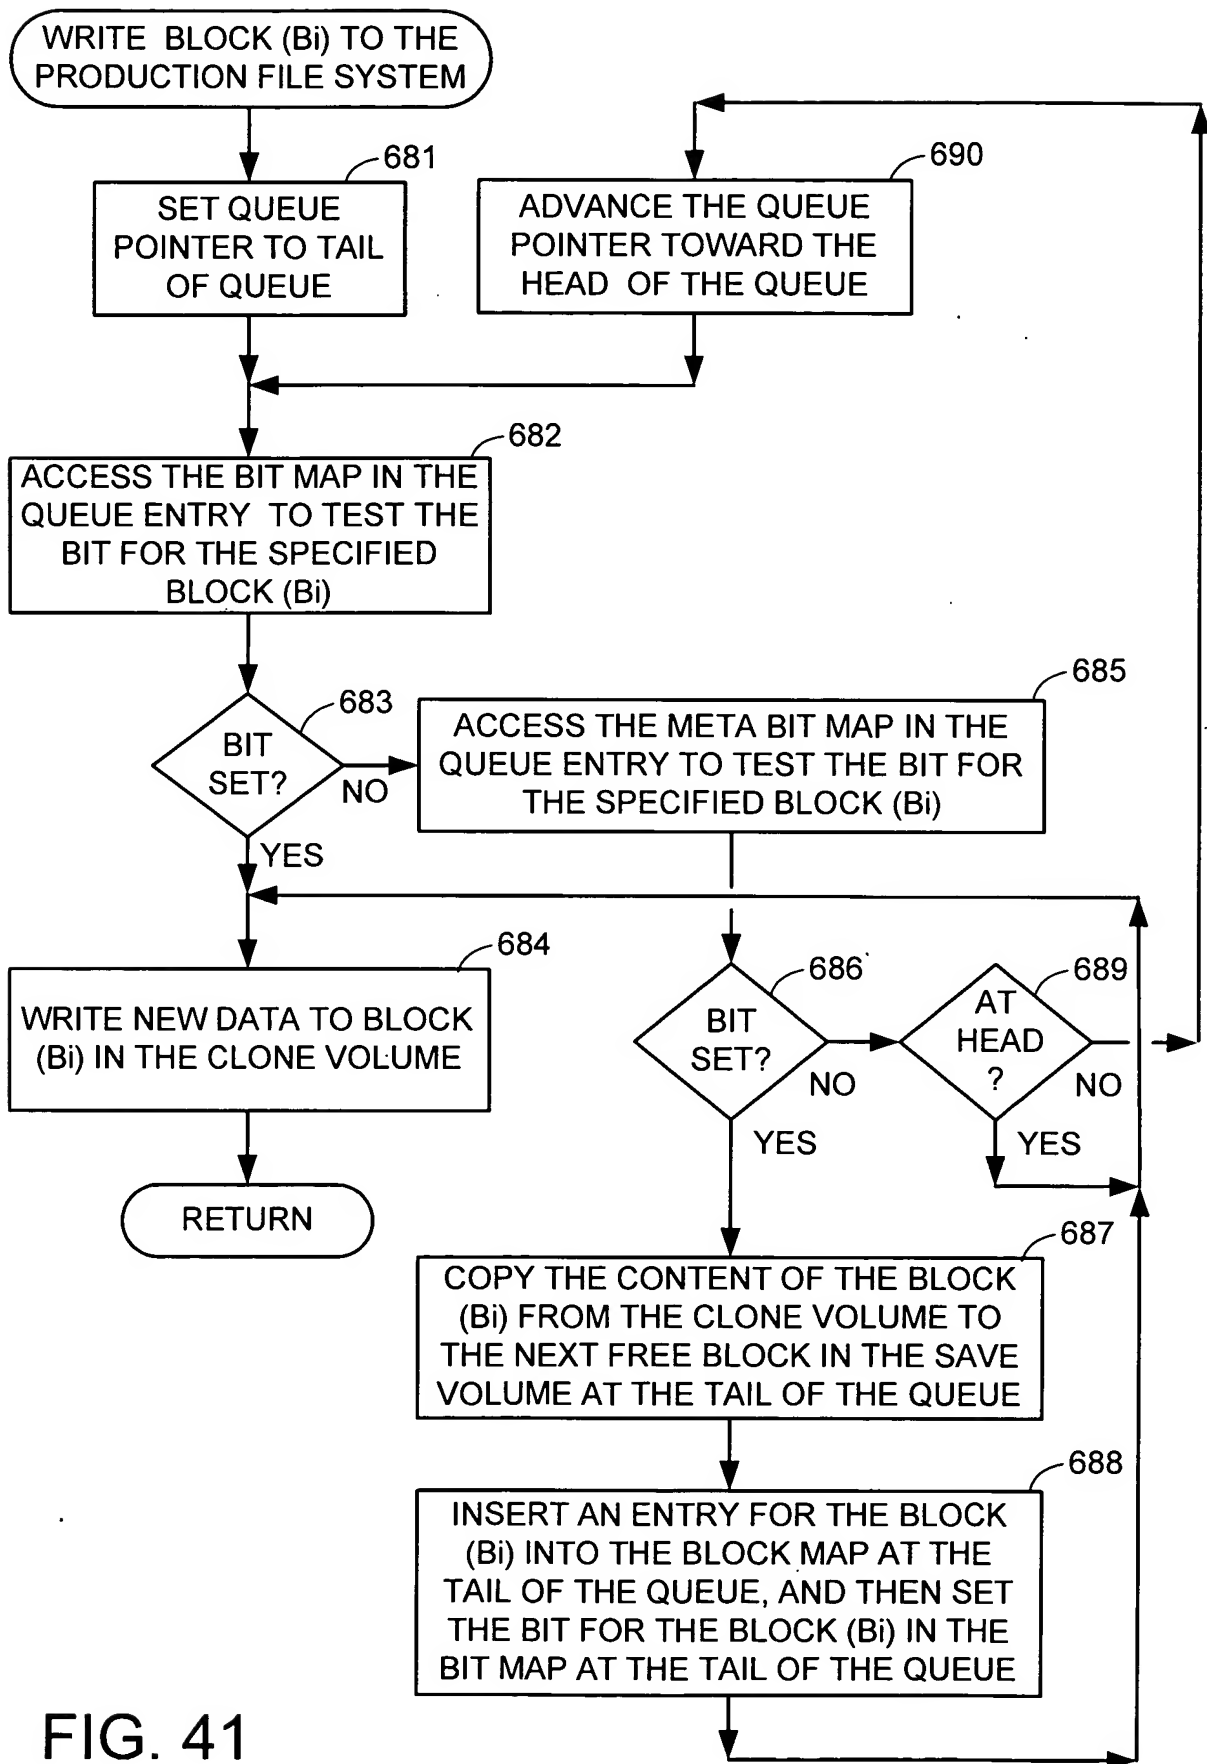 WRITE BLOCK (Bi) TO THE
PRODUCTION FILE SYSTEM
681
SET QUEUE
POINTER TO TAIL
OF QUEUE
690
ADVANCE THE QUEUE
POINTER TOWARD THE
HEAD OF THE QUEUE
682
ACCESS THE BIT MAP IN THE
QUEUE ENTRY TO TEST THE
BIT FOR THE SPECIFIED
BLOCK (Bi)
683
BIT
SET?
NO
YES
685
ACCESS THE META BIT MAP IN THE
QUEUE ENTRY TO TEST THE BIT FOR
THE SPECIFIED BLOCK (Bi)
684
WRITE NEW DATA TO BLOCK
(Bi) IN THE CLONE VOLUME
RETURN
686
BIT
SET?
NO
YES
689
AT
HEAD
?
NO
YES
687
COPY THE CONTENT OF THE BLOCK
(Bi) FROM THE CLONE VOLUME TO
THE NEXT FREE BLOCK IN THE SAVE
VOLUME AT THE TAIL OF THE QUEUE
688
INSERT AN ENTRY FOR THE BLOCK
(Bi) INTO THE BLOCK MAP AT THE
TAIL OF THE QUEUE, AND THEN SET
THE BIT FOR THE BLOCK (Bi) IN THE
BIT MAP AT THE TAIL OF THE QUEUE
FIG. 41